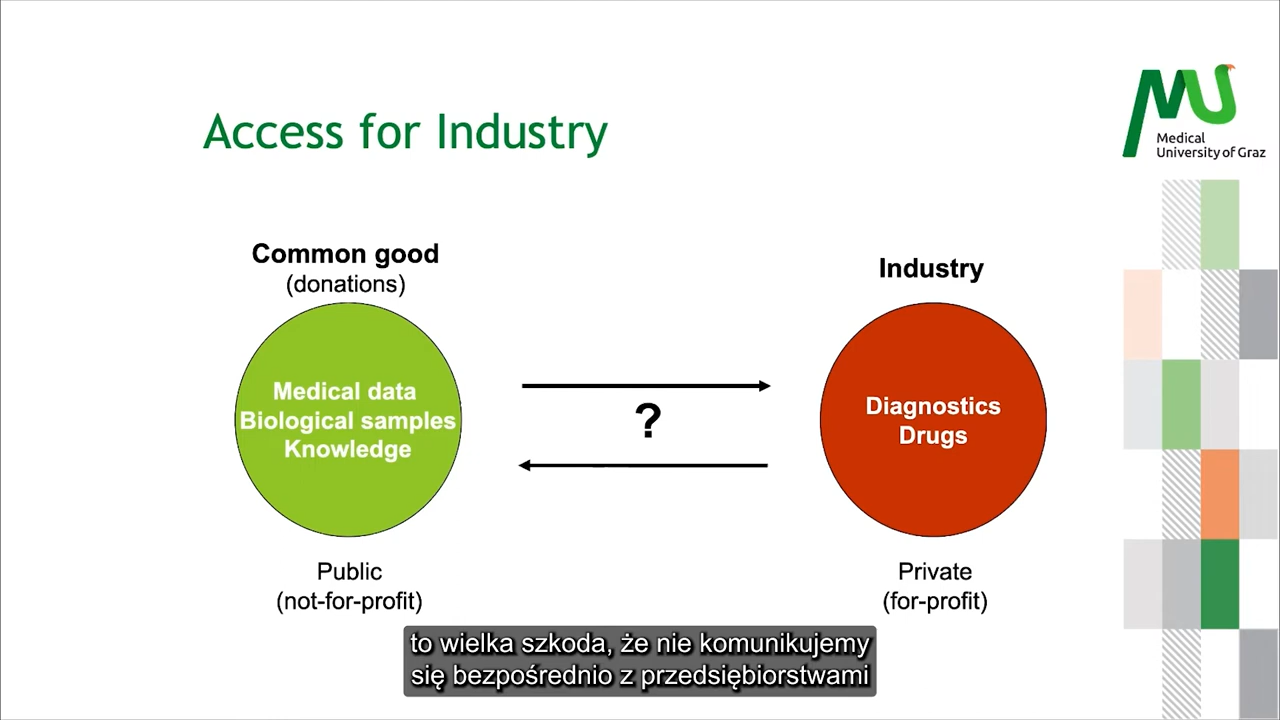 Access for Industry
Medical
University of Graz
Common good
(donations)
Medical data
Biological samples
Knowledge
Public
(not-for-profit)
?
Industry
Diagnostics
Drugs
Private
(for-profit)
to wielka szkoda, że nie komunikujemy
się bezpośrednio z przedsiębiorstwami